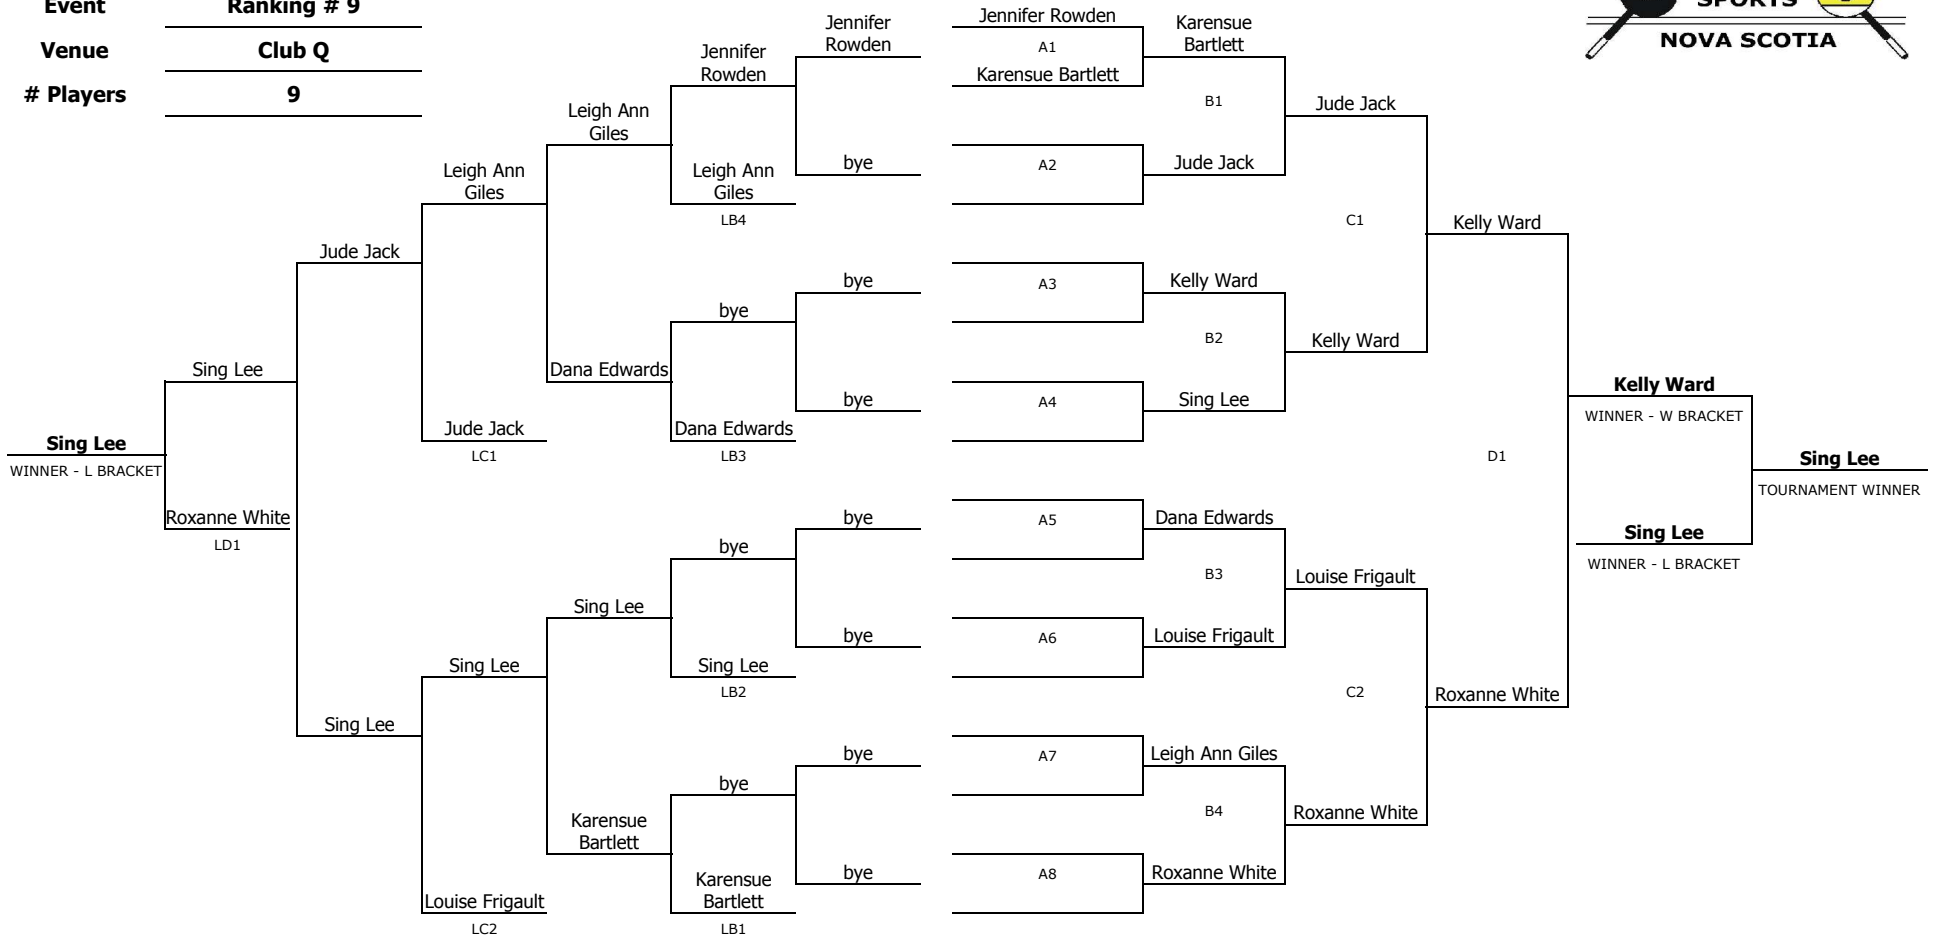 Event
Ranking # 9
Venue
Club Q
# Players
9
SPORTS
NOVA SCOTIA
Sing Lee
WINNER - L BRACKET
Sing Lee
Roxanne White
LD1
Jude Jack
Sing Lee
Leigh Ann
Giles
Jude Jack
LC1
Sing Lee
Louise Frigault
LC2
Leigh Ann
Giles
Dana Edwards
Sing Lee
Karensue
Bartlett
Jennifer
Rowden
Leigh Ann
Giles
LB4
bye
Dana Edwards
LB3
bye
Sing Lee
LB2
bye
Karensue
Bartlett
LB1
Jennifer
Rowden
bye
bye
bye
bye
bye
bye
bye
Jennifer Rowden
A1
Karensue Bartlett
A2
A3
A4
A5
A6
A7
A8
Karensue
Bartlett
B1
Jude Jack
Kelly Ward
B2
Sing Lee
Dana Edwards
B3
Louise Frigault
Leigh Ann Giles
B4
Roxanne White
Jude Jack
C1
Kelly Ward
Louise Frigault
C2
Roxanne White
Kelly Ward
D1
Roxanne White
Kelly Ward
WINNER - W BRACKET
Sing Lee
WINNER - L BRACKET
Sing Lee
TOURNAMENT WINNER